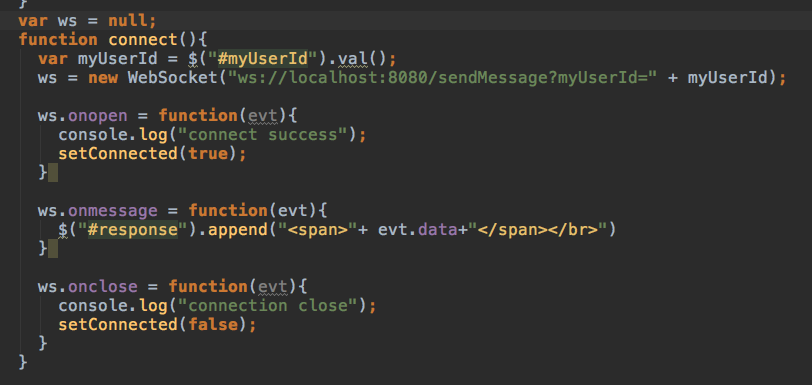 }
var ws = null;
function connect(){
  var myUserId = $("#myUserId").val();
  ws = new WebSocket("ws://localhost:8080/sendMessage?myUserId=" + myUserId);

  ws.onopen = function(evt){
    console.log("connect success");
    setConnected(true);
  }

  ws.onmessage = function(evt){
    $("#response").append("<span>"+ evt.data+"</span></br>")
  }

  ws.onclose = function(evt){
    console.log("connection close");
    setConnected(false);
  }
}